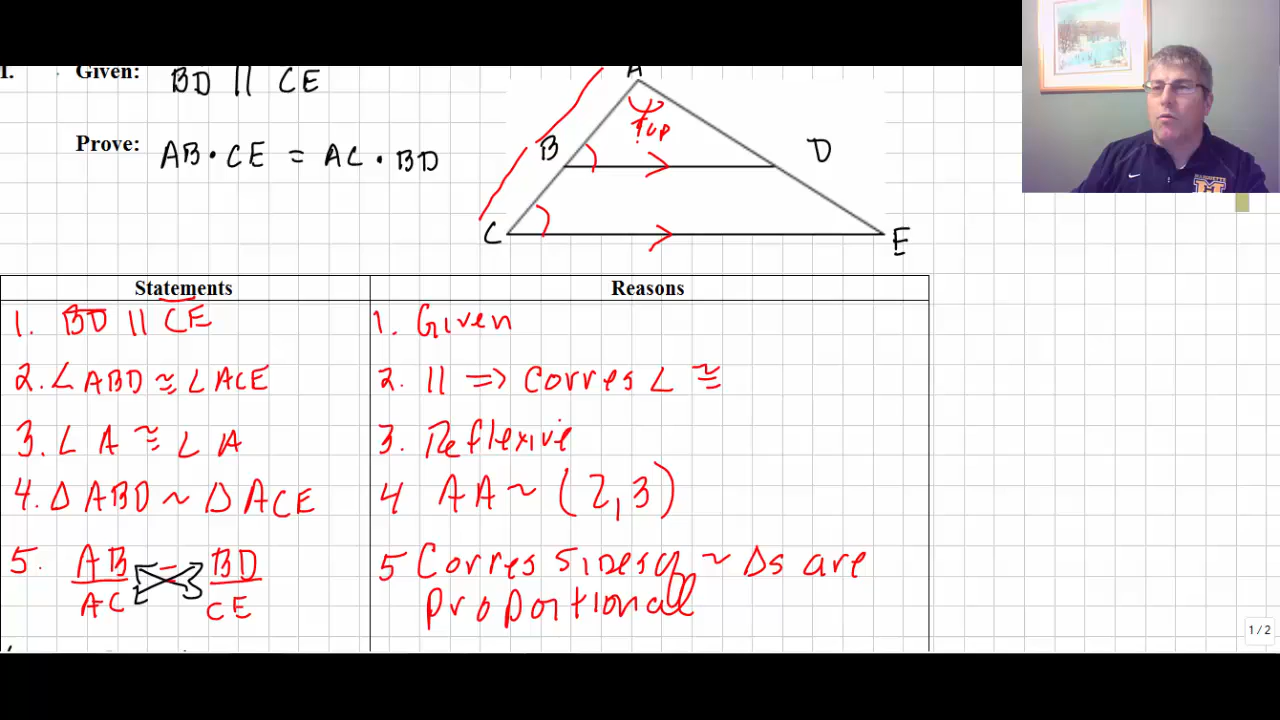 1.
Given: BD || CE
Prove: AB · CE = AC · BD
A
B
D
C
E
Statements
Reasons
1. BD || CE
1. Given
2. ∠ABD ≅ ∠ACE
2. || => Corres ∠ ≅
3. ∠ A ≅ ∠ A
3. Reflexive
4. Δ ABD ~ Δ ACE
4 AA ~ (2,3)
5. AB/AC = BD/CE
5 Corres Sides of ~ Δs are
proportional
1 / 2